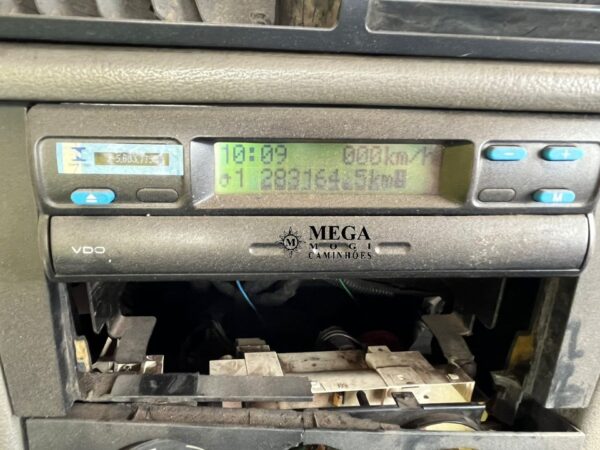 10:09 000km/h
1 283164.5km
M
VDO
MEGA
MOGI
CAMINHÕES